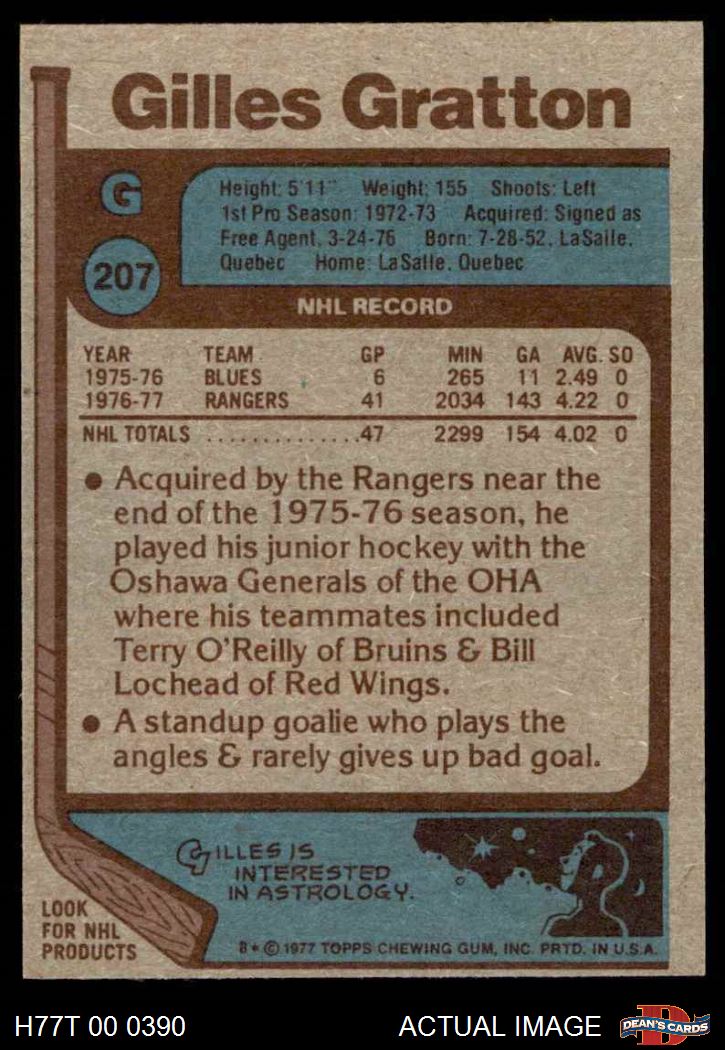 Gilles Gratton
G
207
Height: 5'11" Weight: 155 Shoots: Left
1st Pro Season: 1972-73 Acquired: Signed as
Free Agent, 3-24-76 Born: 7-28-52, LaSalle,
Quebec Home: LaSalle, Quebec
NHL RECORD
YEAR TEAM GP MIN GA AVG. SO
1975-76 BLUES 6 265 11 2.49 0
1976-77 RANGERS 41 2034 143 4.22 0
NHL TOTALS ..............47 2299 154 4.02 0
● Acquired by the Rangers near the
end of the 1975-76 season, he
played his junior hockey with the
Oshawa Generals of the OHA
where his teammates included
Terry O'Reilly of Bruins & Bill
Lochead of Red Wings.
● A standup goalie who plays the
angles & rarely gives up bad goal.
GILLES IS
INTERESTED
IN ASTROLOGY.
LOOK
FOR NHL
PRODUCTS
B* © 1977 TOPPS CHEWING GUM, INC. PRTD. IN U.S.A.
H77T 00 0390 ACTUAL IMAGE
D
DEAN'S CARDS